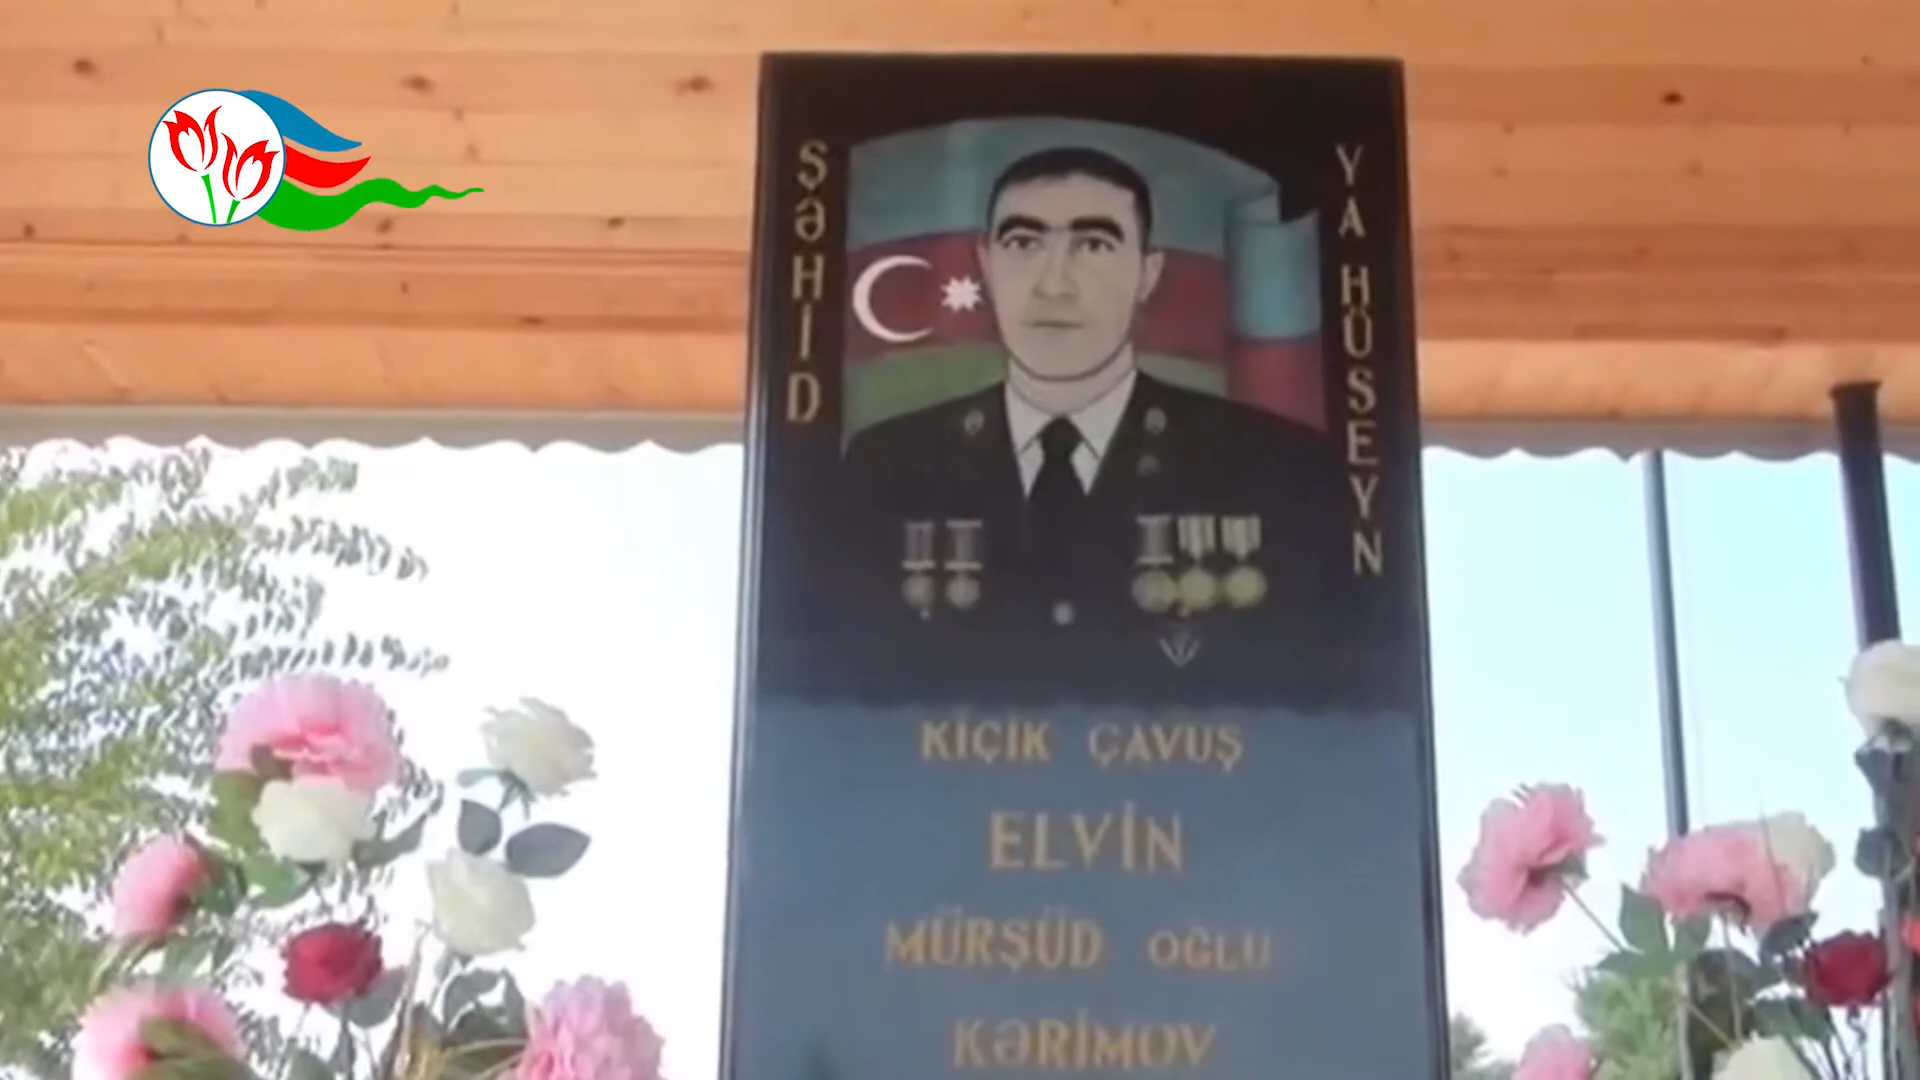 ŞƏHİD
YA HÜSEYN
KİÇİK ÇAVUŞ
ELVİN
MÜRŞÜD OĞLU
KƏRİMOV